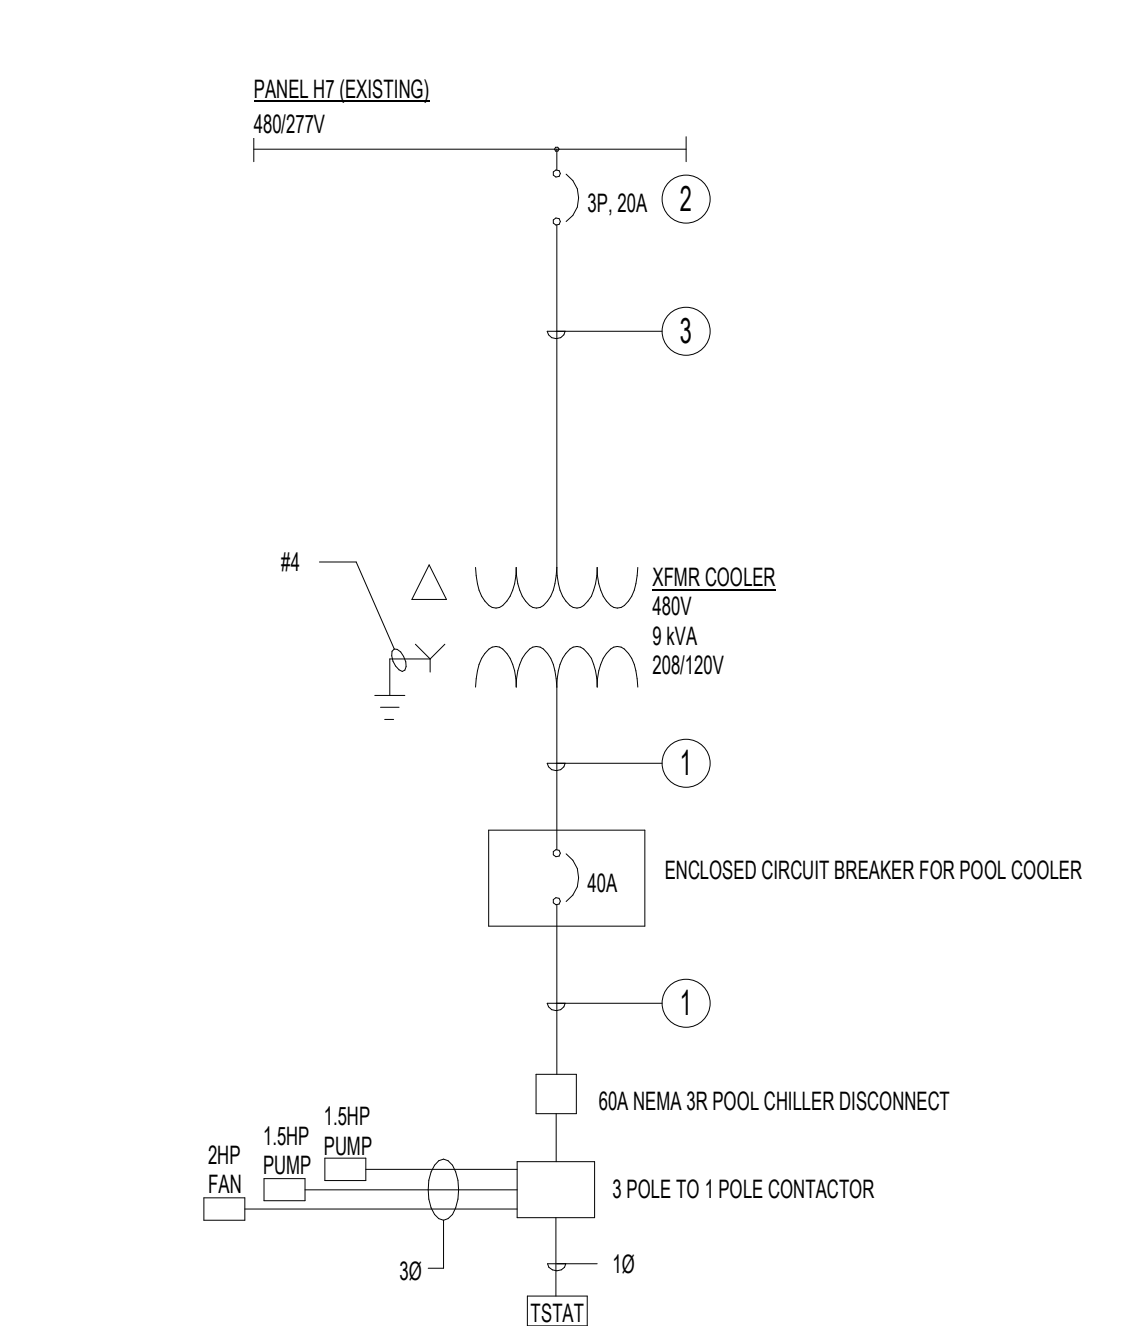 PANEL H7 (EXISTING)
480/277V
3P, 20A
2
3
#4
XFMR COOLER
480V
9 kVA
208/120V
1
40A
ENCLOSED CIRCUIT BREAKER FOR POOL COOLER
1
60A NEMA 3R POOL CHILLER DISCONNECT
1.5HP
PUMP
1.5HP
PUMP
2HP
FAN
3 POLE TO 1 POLE CONTACTOR
3Ø
1Ø
TSTAT